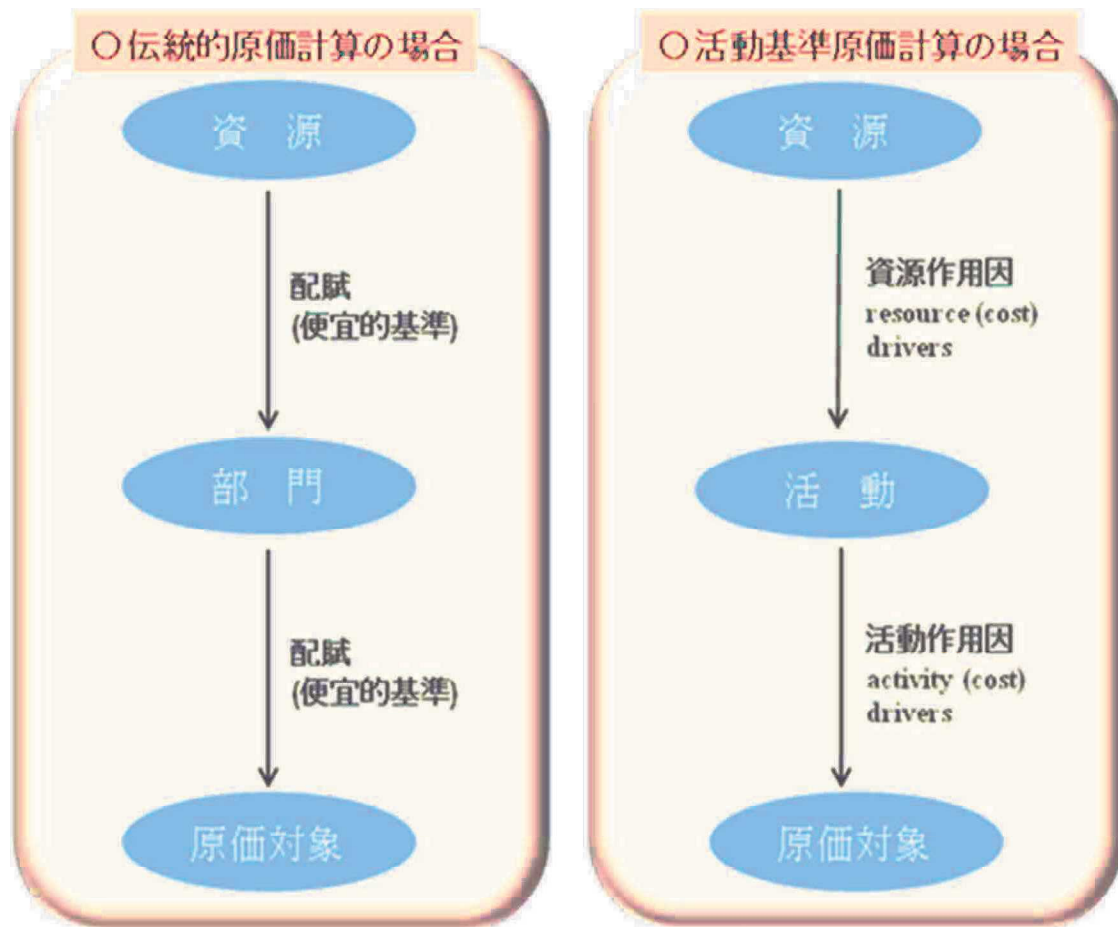 〇伝統的原価計算の場合
資 源
配賦
(便宜的基準)
部 門
配賦
(便宜的基準)
原価対象
〇活動基準原価計算の場合
資 源
資源作用因
resource (cost)
drivers
活 動
活動作用因
activity (cost)
drivers
原価対象